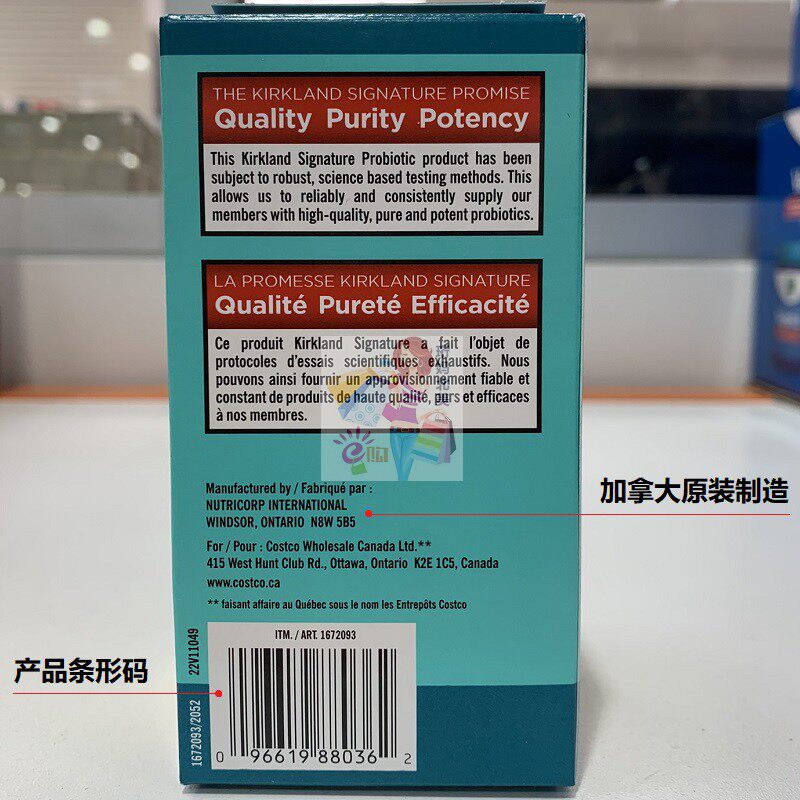 THE KIRKLAND SIGNATURE PROMISE
Quality Purity Potency
This Kirkland Signature Probiotic product has been
subject to robust, science based testing methods. This
allows us to reliably and consistently supply our
members with high-quality, pure and potent probiotics.
LA PROMESSE KIRKLAND SIGNATURE
Qualité Pureté Efficacité
Ce produit Kirkland Signature a fait l'objet de
protocoles d'essais scientifiques exhaustifs. Nous
pouvons ainsi fournir un approvisionnement fiable et
constant de produits de haute qualité, purs et efficaces
à nos membres.
Manufactured by / Fabriqué par :
NUTRICORP INTERNATIONAL
WINDSOR, ONTARIO N8W 5B5
加拿大原装制造
For / Pour : Costco Wholesale Canada Ltd.**
415 West Hunt Club Rd., Ottawa, Ontario K2E 1C5, Canada
www.costco.ca
** faisant affaire au Québec sous le nom les Entrepôts Costco
产品条形码
22V11049
1672093/2052
ITM. / ART. 1672093
0 96619 88036 2